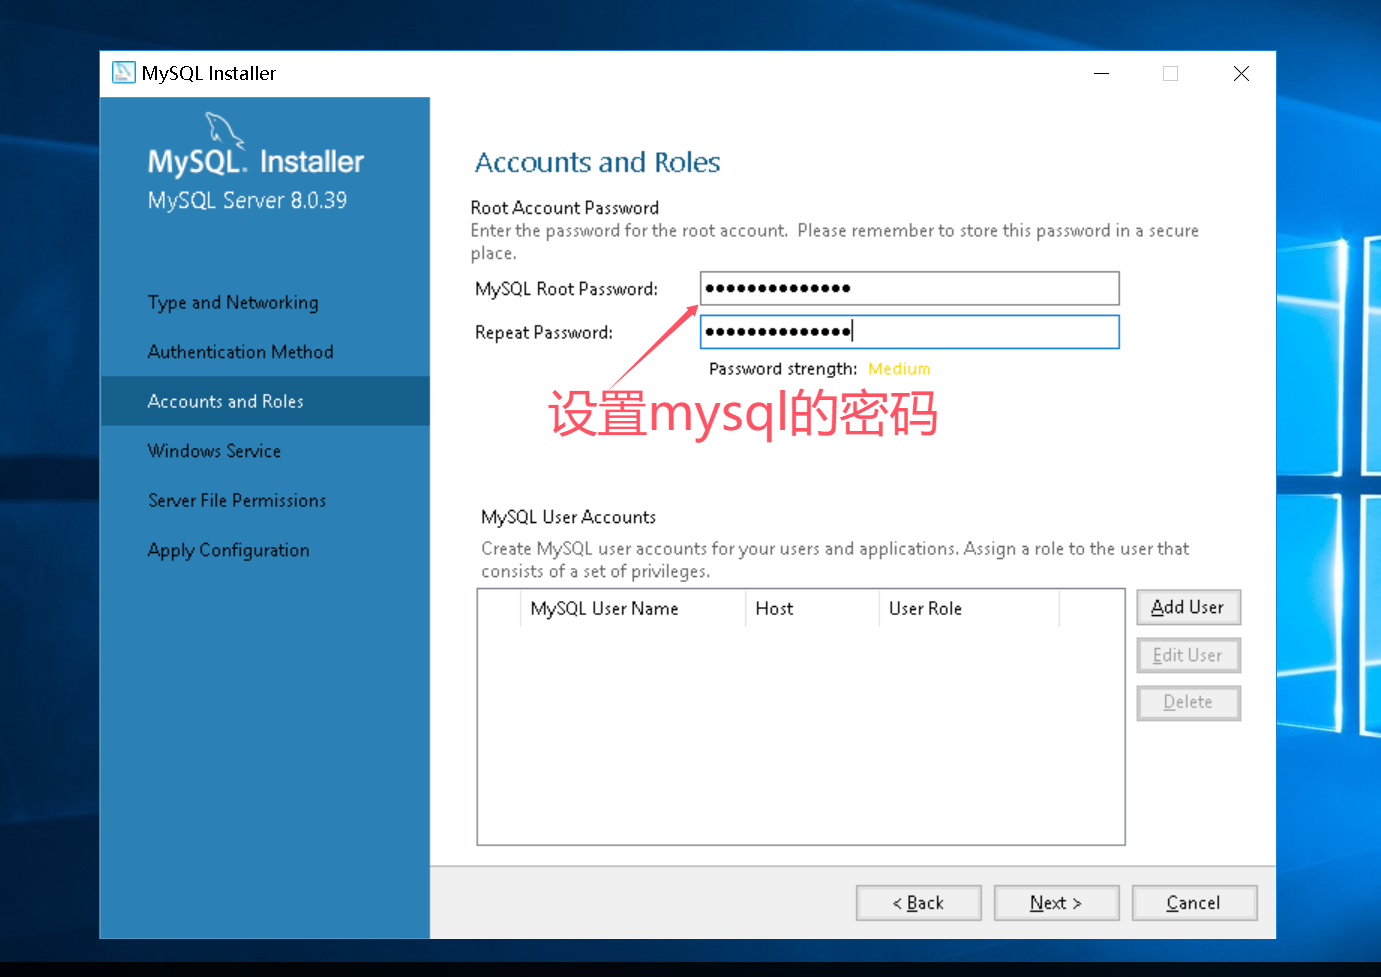 MySQL Installer
MySQL. Installer
MySQL Server 8.0.39
Type and Networking
Authentication Method
Accounts and Roles
Windows Service
Server File Permissions
Apply Configuration
Accounts and Roles
Root Account Password
Enter the password for the root account.  Please remember to store this password in a secure
place.
MySQL Root Password: ●●●●●●●●●●●●●●
Repeat Password: ●●●●●●●●●●●●●●
Password strength: Medium
设置mysql的密码
MySQL User Accounts
Create MySQL user accounts for your users and applications. Assign a role to the user that
consists of a set of privileges.
MySQL User Name Host User Role
Add User
Edit User
Delete
< Back Next > Cancel